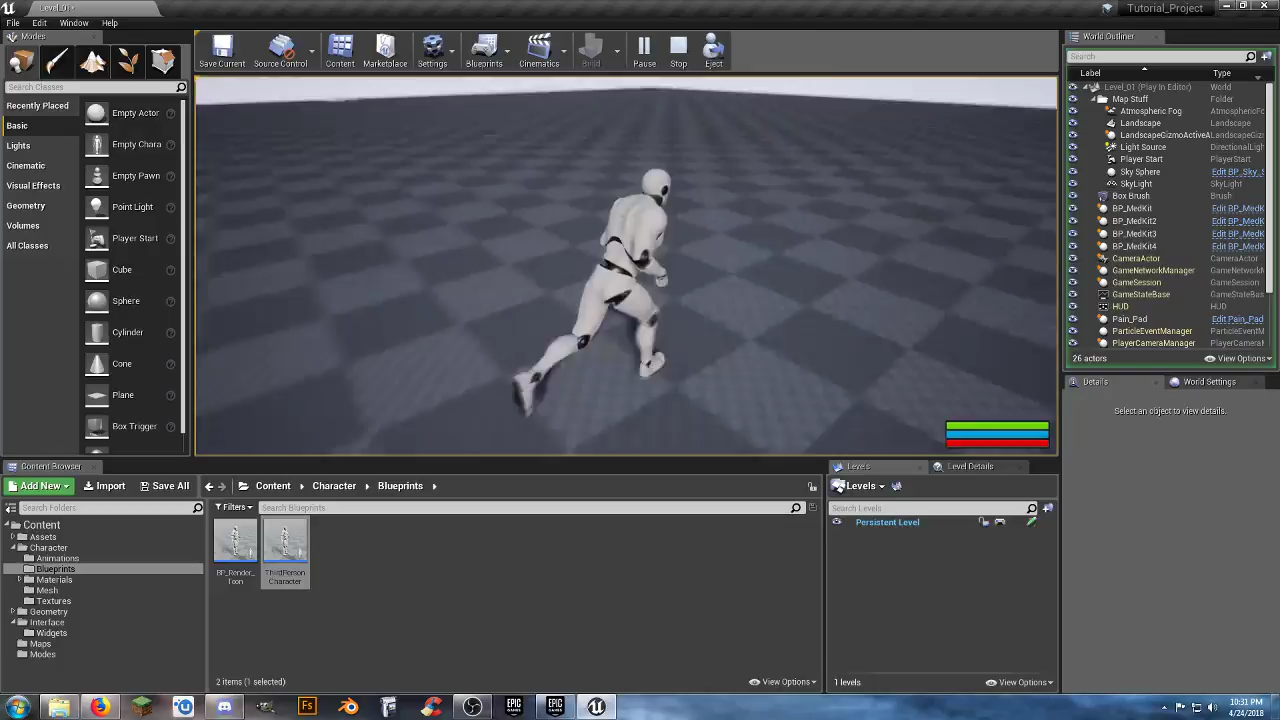 Level_01*
Tutorial_Project
File Edit Window Help
Modes
Search Classes
Recently Placed
Basic
Lights
Cinematic
Visual Effects
Geometry
Volumes
All Classes
Empty Actor
Empty Chara
Empty Pawn
Point Light
Player Start
Cube
Sphere
Cylinder
Cone
Plane
Box Trigger
Save Current Source Control Content Marketplace Settings Blueprints Cinematics Build Pause Stop Eject
World Outliner
Search
Label Type
Level_01 (Play In Editor) World
Map Stuff Folder
Atmospheric Fog AtmosphericFo
Landscape Landscape
LandscapeGizmoActiveA LandscapeGiz
Light Source DirectionalLigh
Player Start PlayerStart
Sky Sphere Edit BP_Sky_S
SkyLight SkyLight
Box Brush Brush
BP_MedKit Edit BP_MedK
BP_MedKit2 Edit BP_MedK
BP_MedKit3 Edit BP_MedK
BP_MedKit4 Edit BP_MedK
CameraActor CameraActor
GameNetworkManager GameNetworkM
GameSession GameSession
GameStateBase GameStateBase
HUD HUD
Pain_Pad Edit Pain_Pad
ParticleEventManager ParticleEventM
PlayerCameraManager PlayerCameraM
26 actors View Options
Details World Settings
Select an object to view details.
Content Browser
Add New Import Save All Content Character Blueprints
Search Folders
Filters Search Blueprints
Content
Assets
Character
Animations
Blueprints
Materials
Mesh
Textures
Geometry
Interface
Widgets
Maps
Modes
BP_Render_
Toon
ThirdPerson
Character
2 items (1 selected) View Options
Levels Level Details
Levels
Search Levels
Persistent Level
1 levels View Options
Fs
EPIC
GAMES
EPIC
GAMES
10:31 PM
4/24/2018